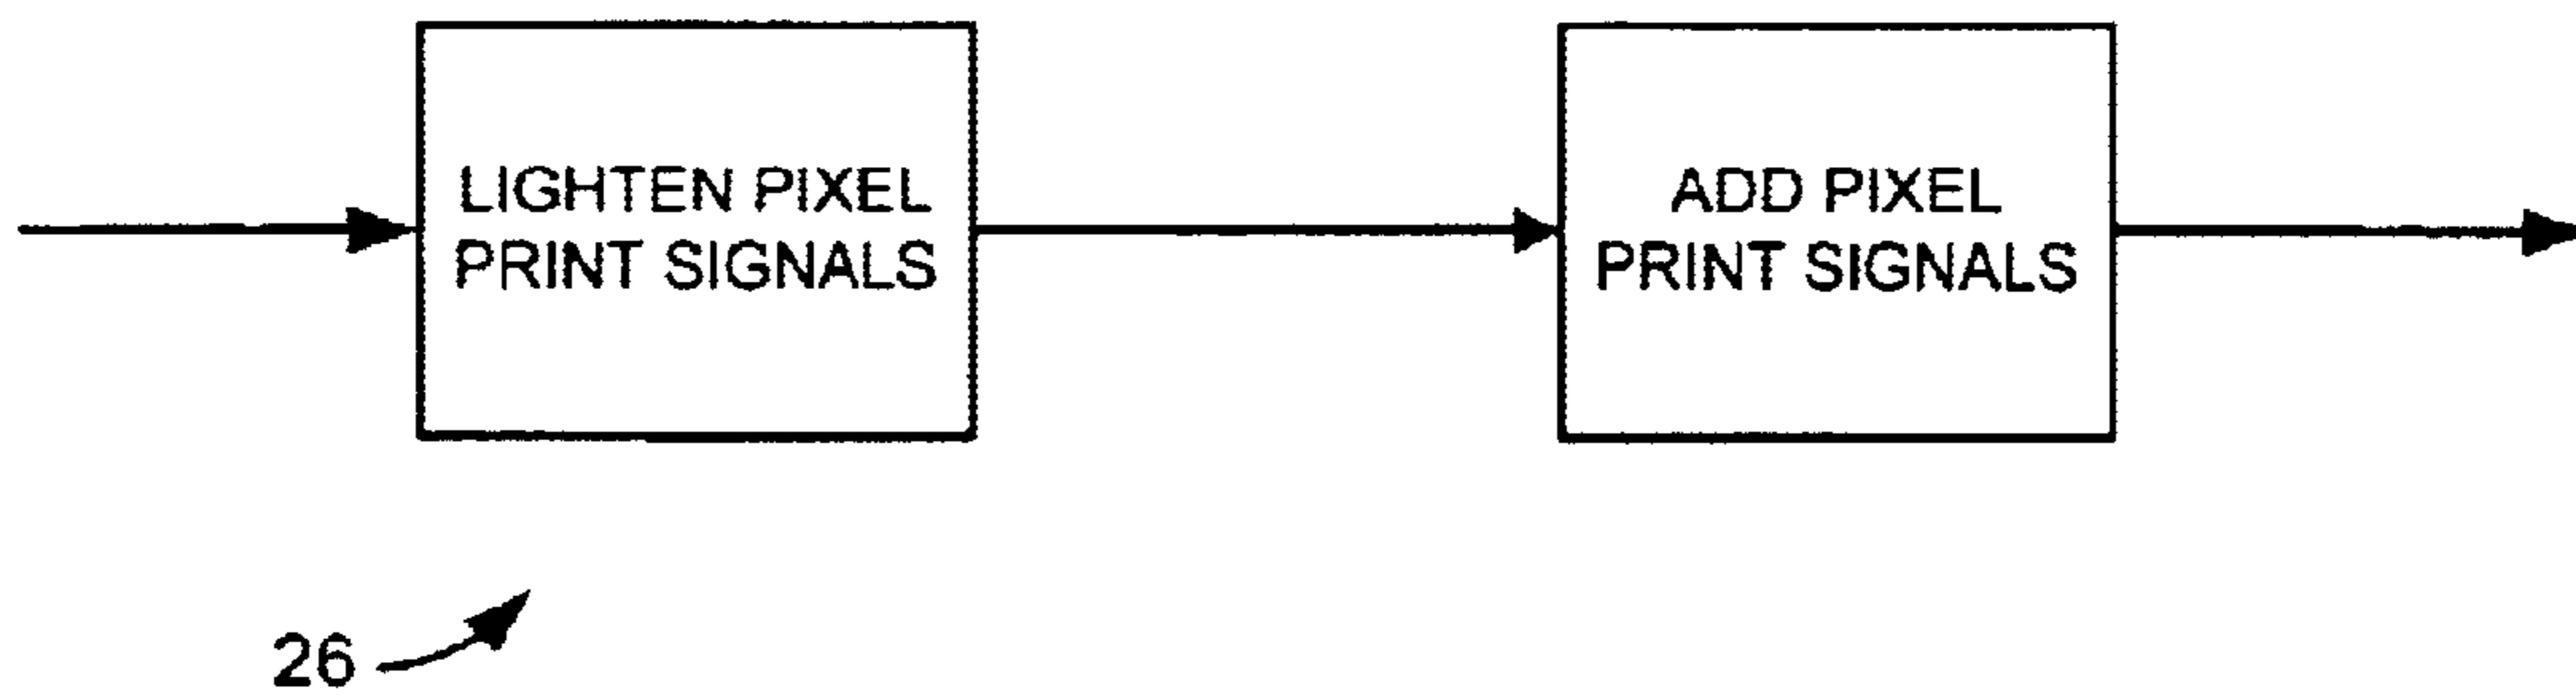 LIGHTEN PIXEL
PRINT SIGNALS
ADD PIXEL
PRINT SIGNALS
26